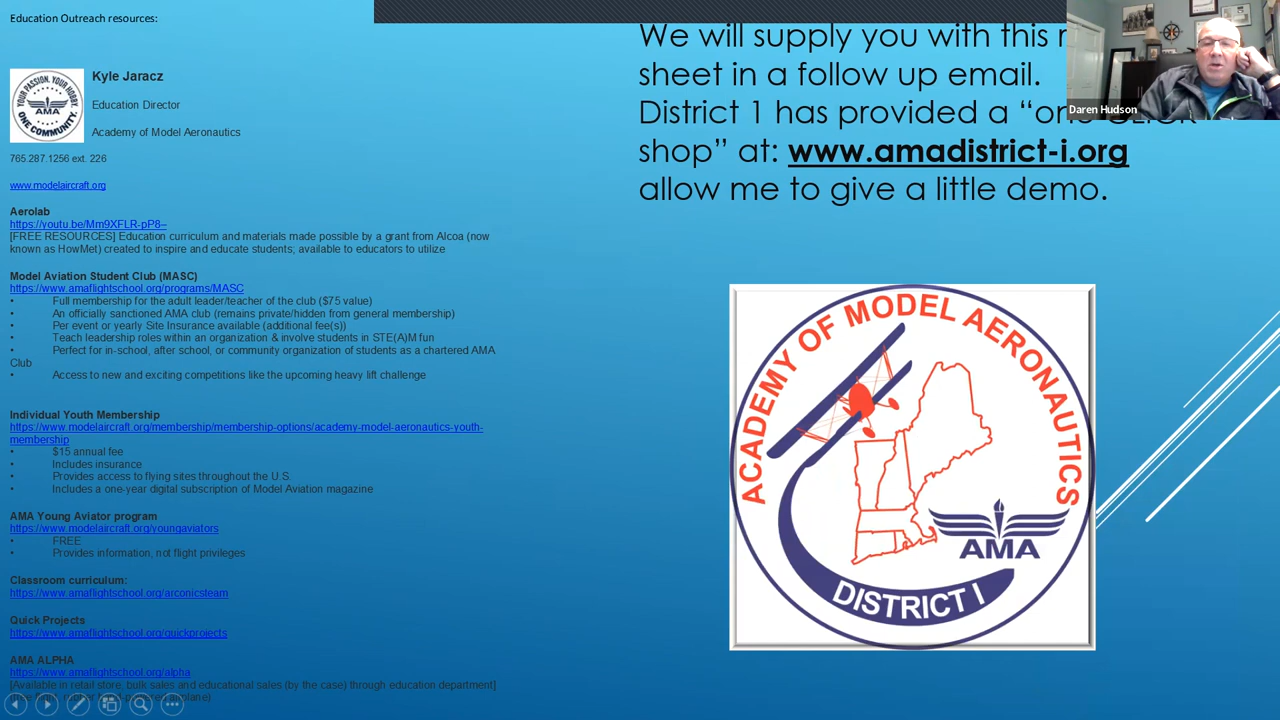 Education Outreach resources:
YOUR PASSION. YOUR HOBBY.
AMA
ONE COMMUNITY.
Kyle Jaracz
Education Director
Academy of Model Aeronautics
765.287.1256 ext. 226
www.modelaircraft.org
Aerolab
https://youtu.be/Mm9XFLR-pP8–
[FREE RESOURCES] Education curriculum and materials made possible by a grant from Alcoa (now
known as HowMet) created to inspire and educate students; available to educators to utilize
Model Aviation Student Club (MASC)
https://www.amaflightschool.org/programs/MASC
• Full membership for the adult leader/teacher of the club ($75 value)
• An officially sanctioned AMA club (remains private/hidden from general membership)
• Per event or yearly Site Insurance available (additional fee(s))
• Teach leadership roles within an organization & involve students in STE(A)M fun
• Perfect for in-school, after school, or community organization of students as a chartered AMA
Club
• Access to new and exciting competitions like the upcoming heavy lift challenge
Individual Youth Membership
https://www.modelaircraft.org/membership/membership-options/academy-model-aeronautics-youth-
membership
• $15 annual fee
• Includes insurance
• Provides access to flying sites throughout the U.S.
• Includes a one-year digital subscription of Model Aviation magazine
AMA Young Aviator program
https://www.modelaircraft.org/youngaviators
• FREE
• Provides information, not flight privileges
Classroom curriculum:
https://www.amaflightschool.org/arconicsteam
Quick Projects
https://www.amaflightschool.org/quickprojects
AMA ALPHA
https://www.amaflightschool.org/alpha
[Available in retail store; bulk sales and educational sales (by the case) through education department]
We will supply you with this
sheet in a follow up email.
District 1 has provided a “one CLICK
shop” at: www.amadistrict-i.org
allow me to give a little demo.
Daren Hudson
ACADEMY OF MODEL AERONAUTICS
AMA
DISTRICT I